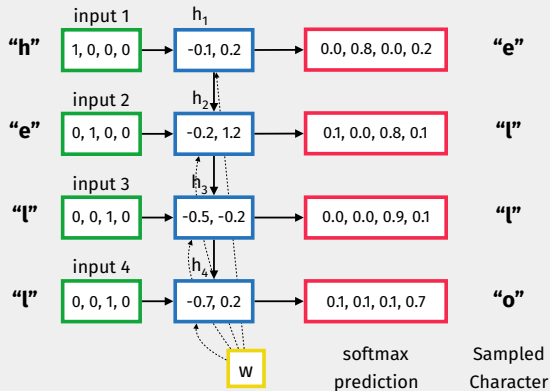 input 1 h1
“h” 1, 0, 0, 0 -0.1, 0.2 0.0, 0.8, 0.0, 0.2 “e”
input 2 h2
“e” 0, 1, 0, 0 -0.2, 1.2 0.1, 0.0, 0.8, 0.1 “l”
input 3 h3
“l” 0, 0, 1, 0 -0.5, -0.2 0.0, 0.0, 0.9, 0.1 “l”
input 4 h4
“l” 0, 0, 1, 0 -0.7, 0.2 0.1, 0.1, 0.1, 0.7 “o”
w
softmax Sampled
prediction Character